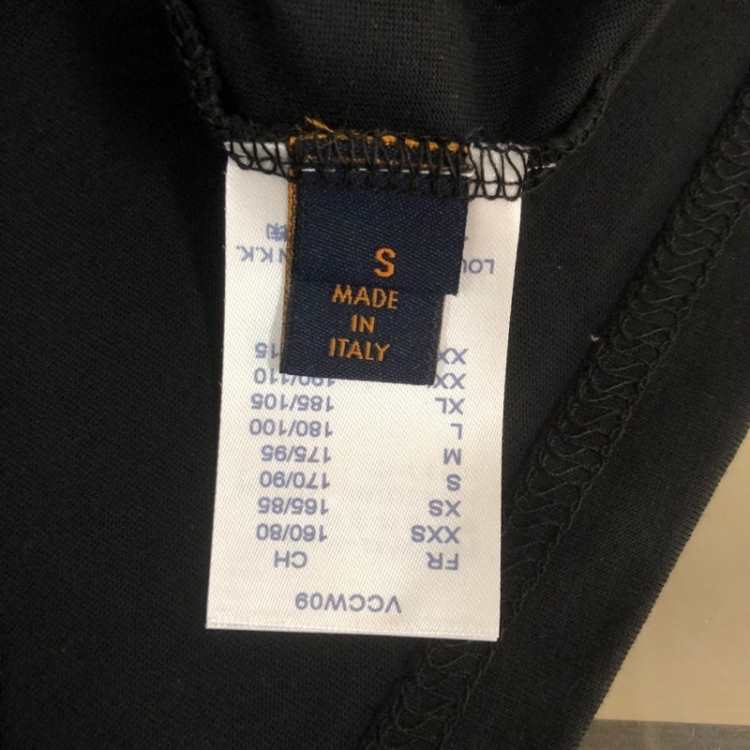 S
MADE
IN
ITALY
VCCW09
FR CH
XXS 160/80
XS 165/85
S 170/90
M 175/95
L 180/100
XL 185/105
190/110
K.K.